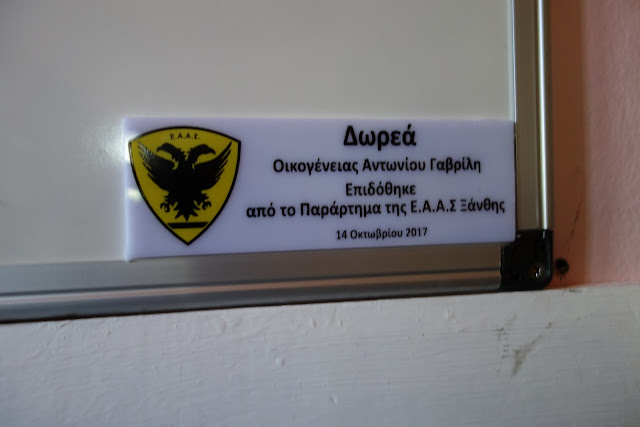 Ε.Α.Α.Σ.
Δωρεά
Οικογένειας Αντωνίου Γαβρίλη
Επιδόθηκε
από το Παράρτημα της Ε.Α.Α.Σ Ξάνθης
14 Οκτωβρίου 2017